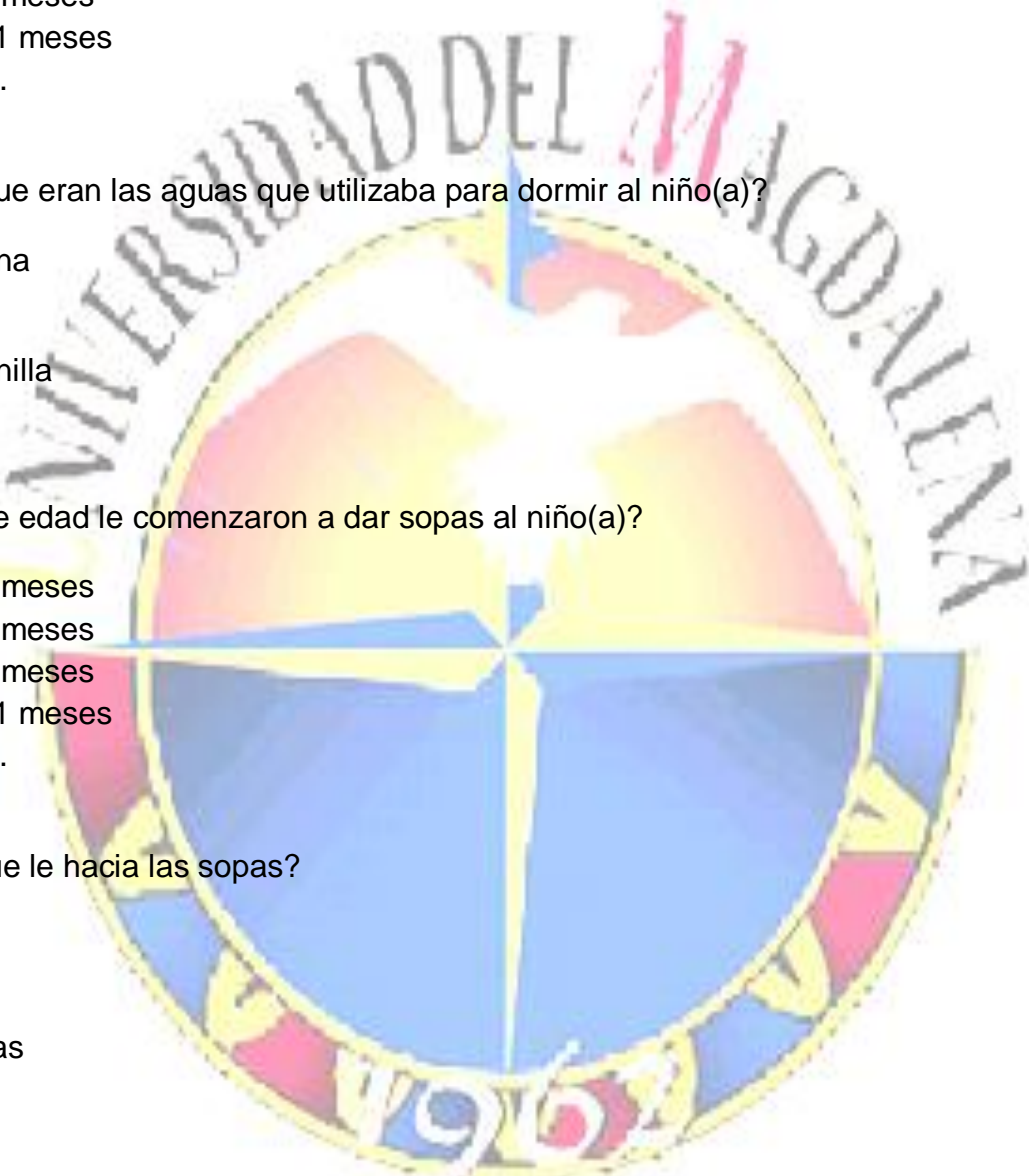 meses
1 meses
.
UNIVERSIDAD DEL MAGDALENA
ue eran las aguas que utilizaba para dormir al niño(a)?
na
nilla
e edad le comenzaron a dar sopas al niño(a)?
meses
meses
meses
1 meses
.
ue le hacia las sopas?
as
1962